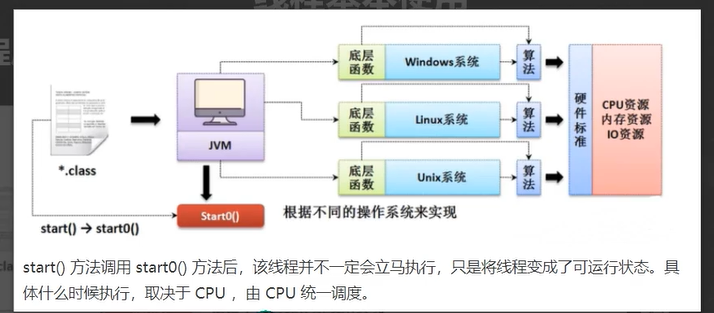 底层函数
Windows系统
算法
底层函数
Linux系统
算法
底层函数
Unix系统
算法
硬件标准
CPU资源
内存资源
IO资源
*.class
JVM
start() → start0()
Start0()
根据不同的操作系统来实现
start() 方法调用 start0() 方法后，该线程并不一定会立马执行，只是将线程变成了可运行状态。具
体什么时候执行，取决于 CPU ，由 CPU 统一调度。